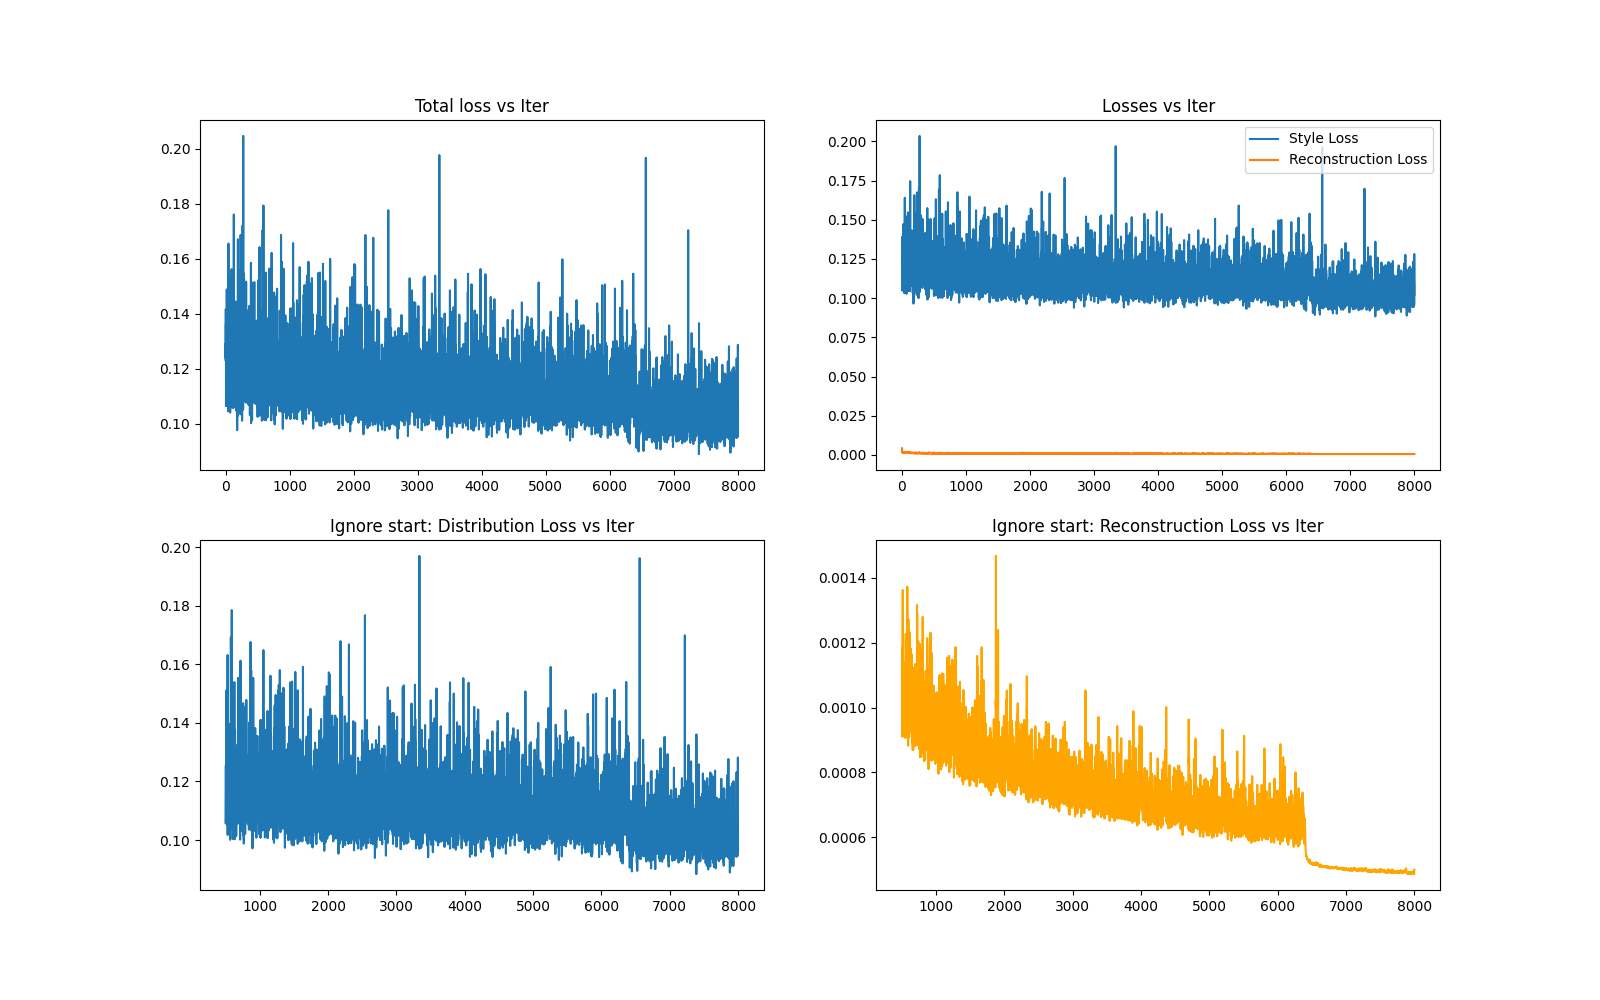 Total loss vs Iter
0.20
0.18
0.16
0.14
0.12
0.10
0 1000 2000 3000 4000 5000 6000 7000 8000
Losses vs Iter
Style Loss
Reconstruction Loss
0.200
0.175
0.150
0.125
0.100
0.075
0.050
0.025
0.000
0 1000 2000 3000 4000 5000 6000 7000 8000
Ignore start: Distribution Loss vs Iter
0.20
0.18
0.16
0.14
0.12
0.10
1000 2000 3000 4000 5000 6000 7000 8000
Ignore start: Reconstruction Loss vs Iter
0.0014
0.0012
0.0010
0.0008
0.0006
1000 2000 3000 4000 5000 6000 7000 8000